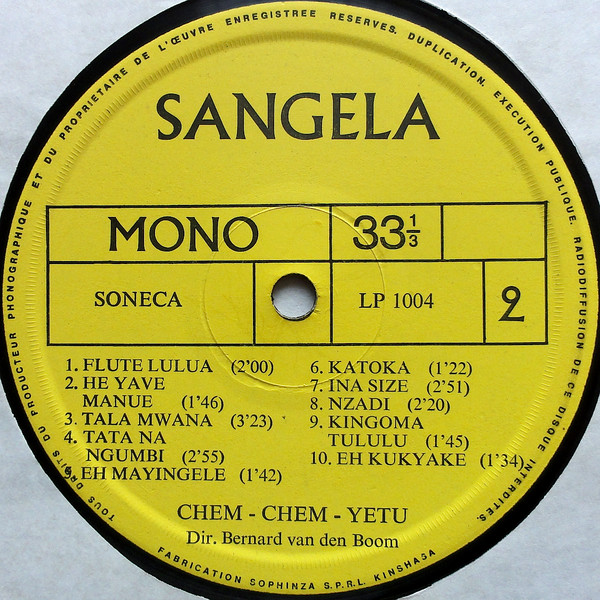 TOUS DROITS DU PRODUCTEUR PHONOGRAPHIQUE ET DU PROPRIETAIRE DE L'ŒUVRE ENREGISTREE RESERVES. DUPLICATION. EXECUTION PUBLIQUE. RADIODIFFUSION DE CE DISQUE INTERDITES.
SANGELA
MONO 33 1/3
SONECA LP 1004 2
1. FLUTE LULUA (2'00)
2. HE YAVE
MANUE (1'46)
3. TALA MWANA (3'23)
4. TATA NA
NGUMBI (2'55)
5. EH MAYINGELE (1'42)
6. KATOKA (1'22)
7. INA SIZE (2'51)
8. NZADI (2'20)
9. KINGOMA
TULULU (1'45)
10. EH KUKYAKE (1'34)
CHEM - CHEM - YETU
Dir. Bernard van den Boom
FABRICATION SOPHINZA S.P.R.L. KINSHASA